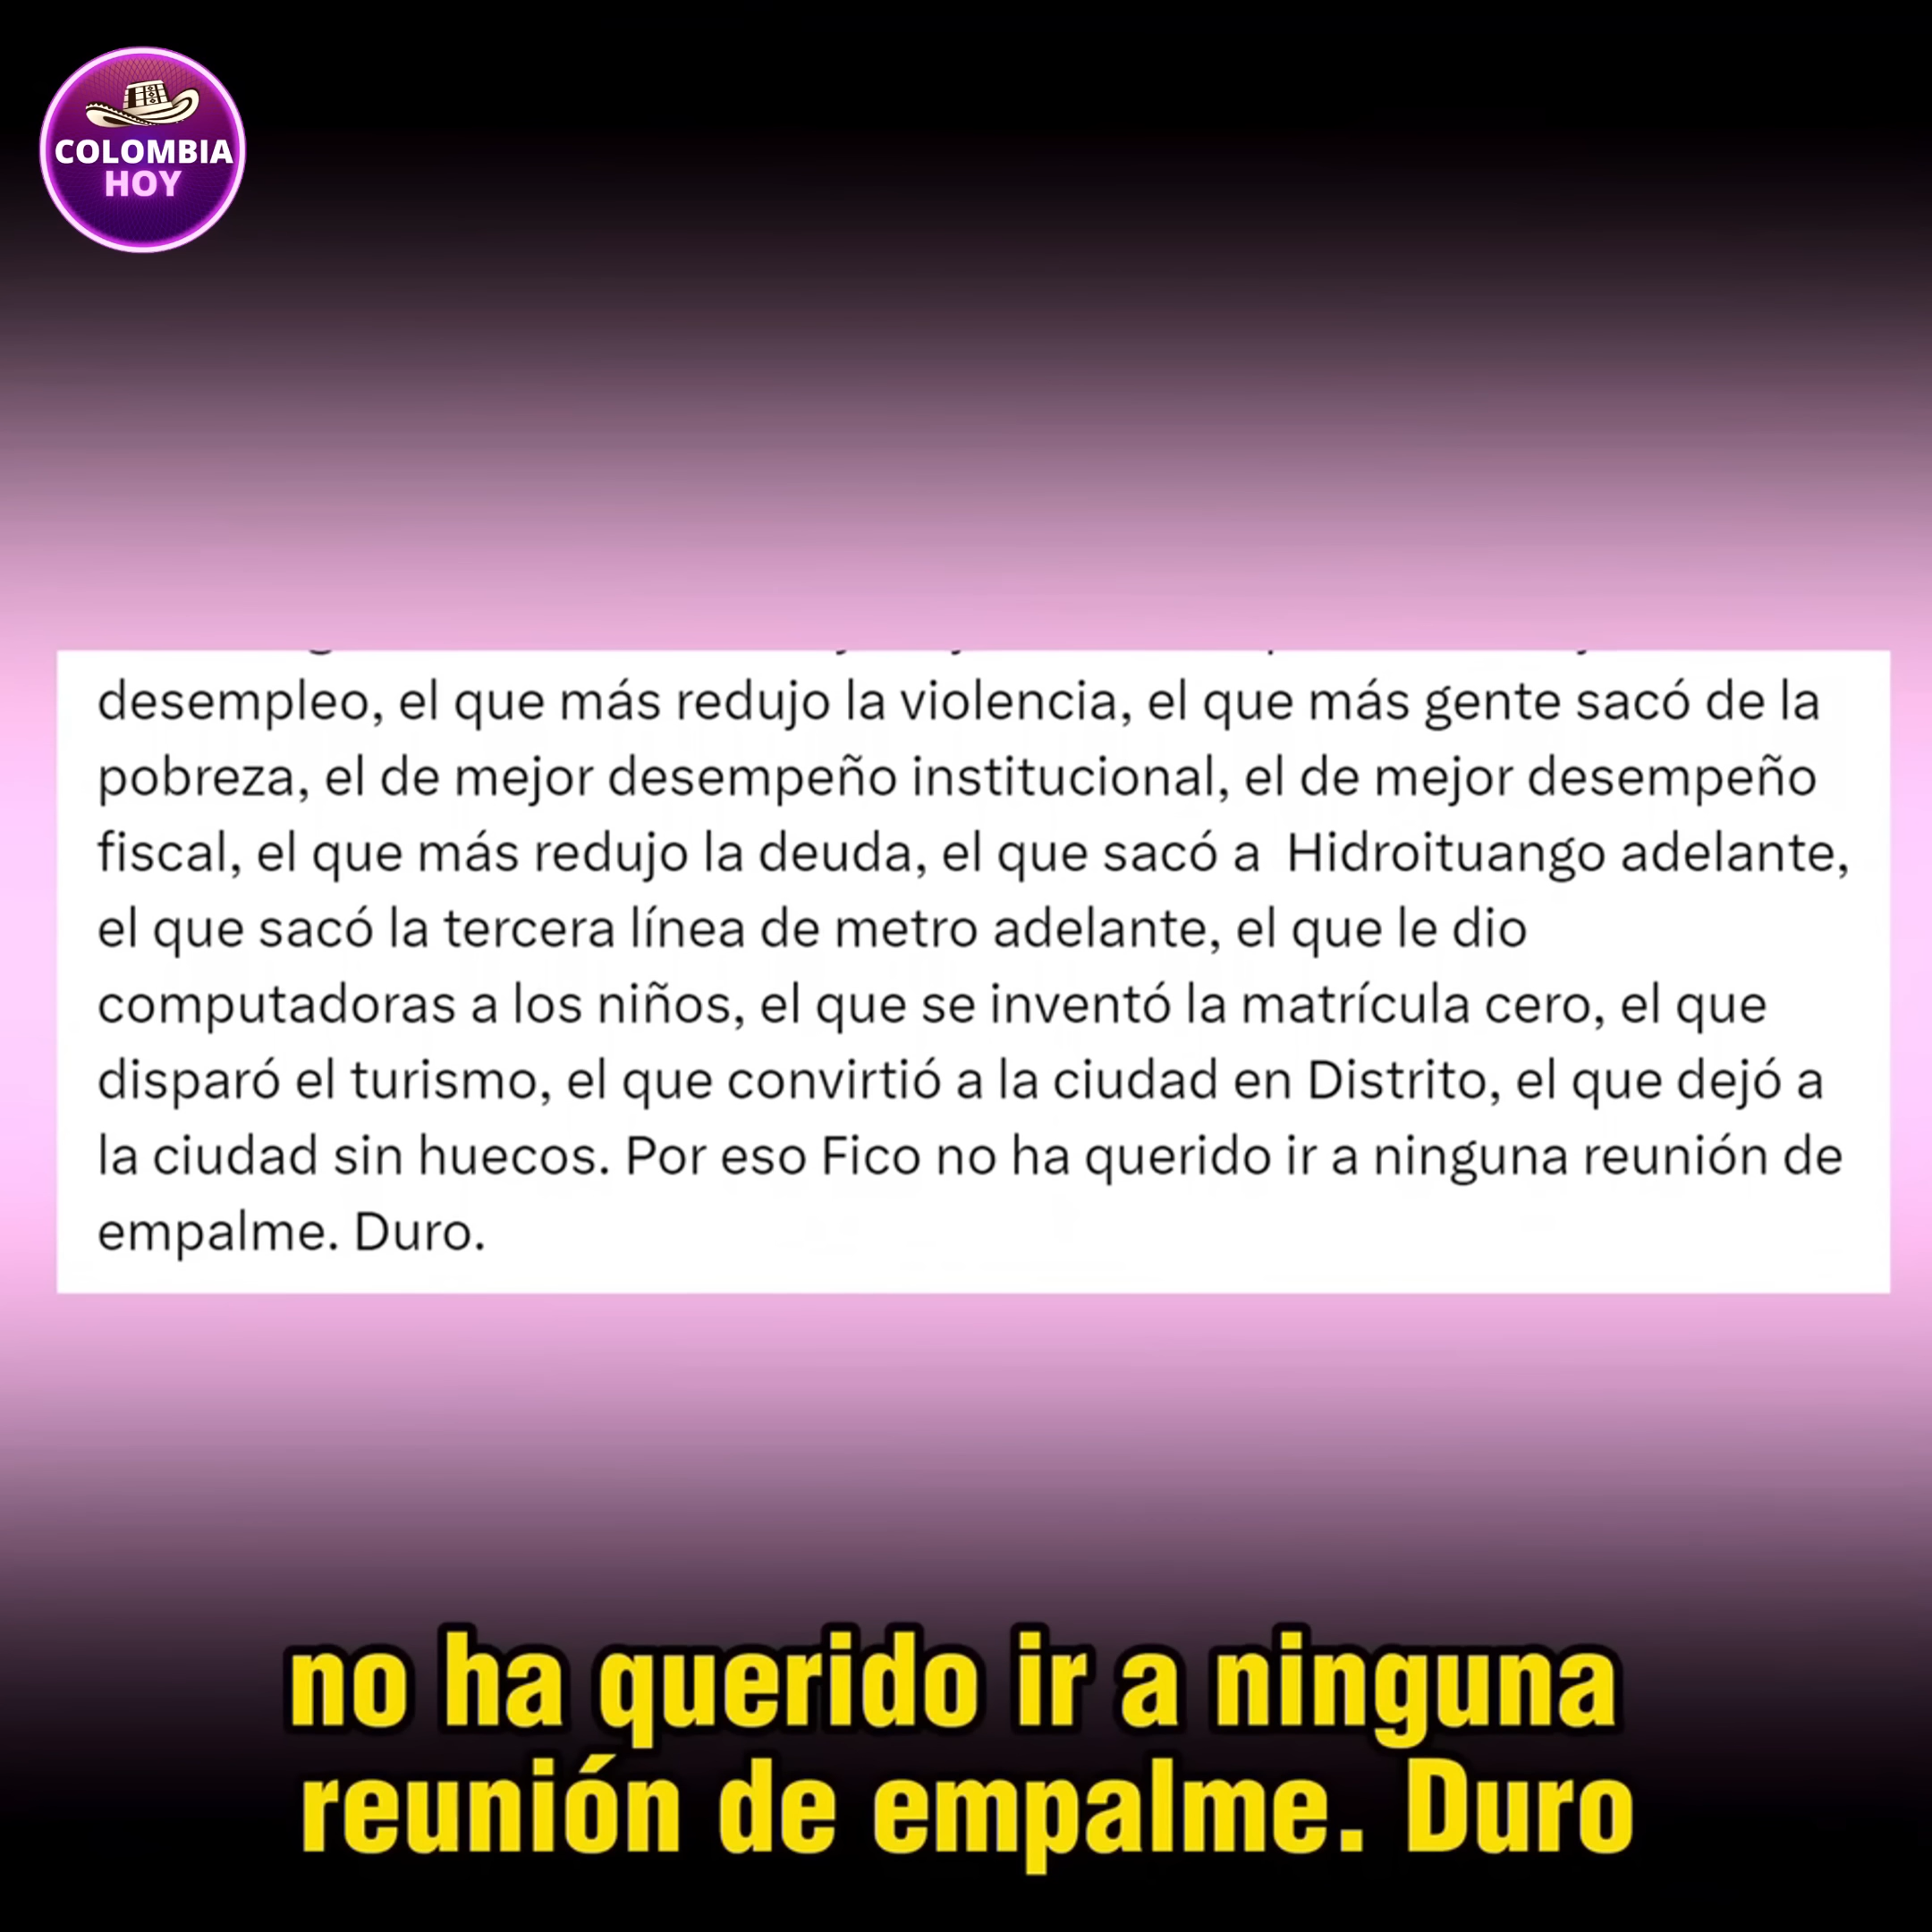 COLOMBIA
HOY
desempleo, el que más redujo la violencia, el que más gente sacó de la
pobreza, el de mejor desempeño institucional, el de mejor desempeño
fiscal, el que más redujo la deuda, el que sacó a  Hidroituango adelante,
el que sacó la tercera línea de metro adelante, el que le dio
computadoras a los niños, el que se inventó la matrícula cero, el que
disparó el turismo, el que convirtió a la ciudad en Distrito, el que dejó a
la ciudad sin huecos. Por eso Fico no ha querido ir a ninguna reunión de
empalme. Duro.
no ha querido ir a ninguna
reunión de empalme. Duro